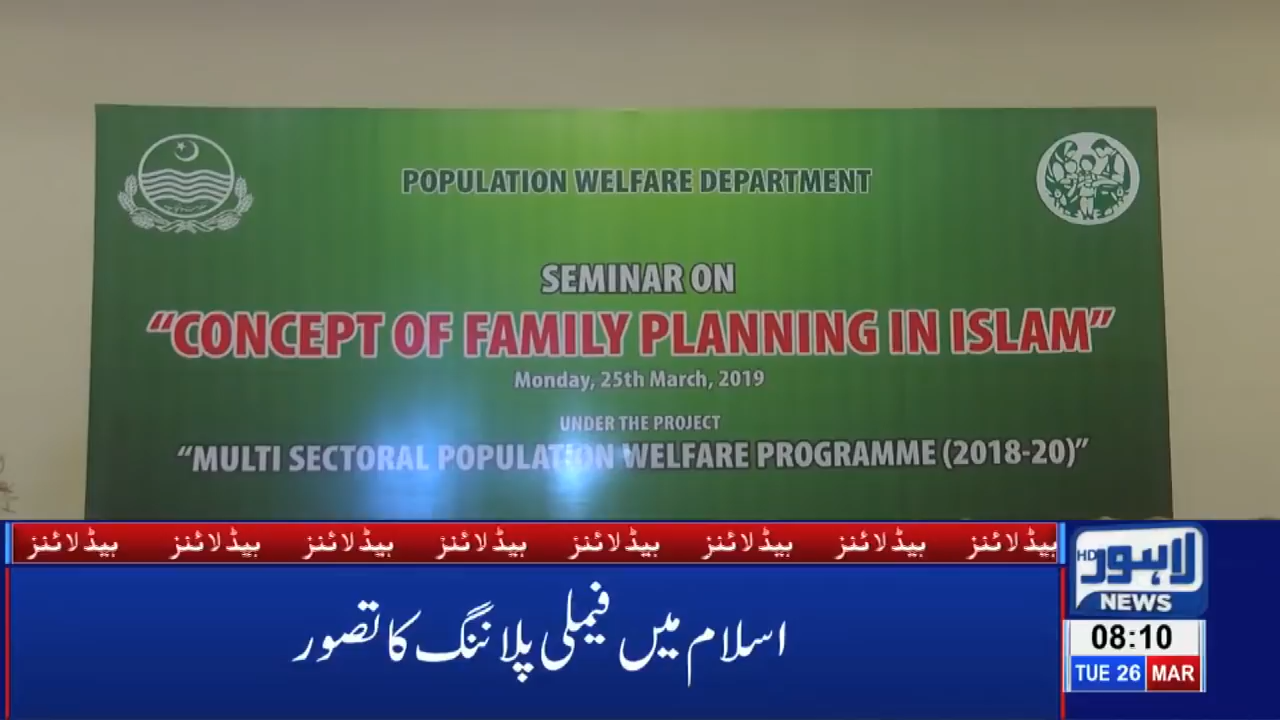 POPULATION WELFARE DEPARTMENT
SEMINAR ON
“CONCEPT OF FAMILY PLANNING IN ISLAM”
Monday, 25th March, 2019
UNDER THE PROJECT
“MULTI SECTORAL POPULATION WELFARE PROGRAMME (2018-20)”
ہیڈلائنز ہیڈلائنز ہیڈلائنز ہیڈلائنز ہیڈلائنز ہیڈلائنز ہیڈلائنز ہیڈلائنز
اسلام میں فیملی پلاننگ کا تصور
لاہور HD
NEWS
08:10
TUE 26 MAR